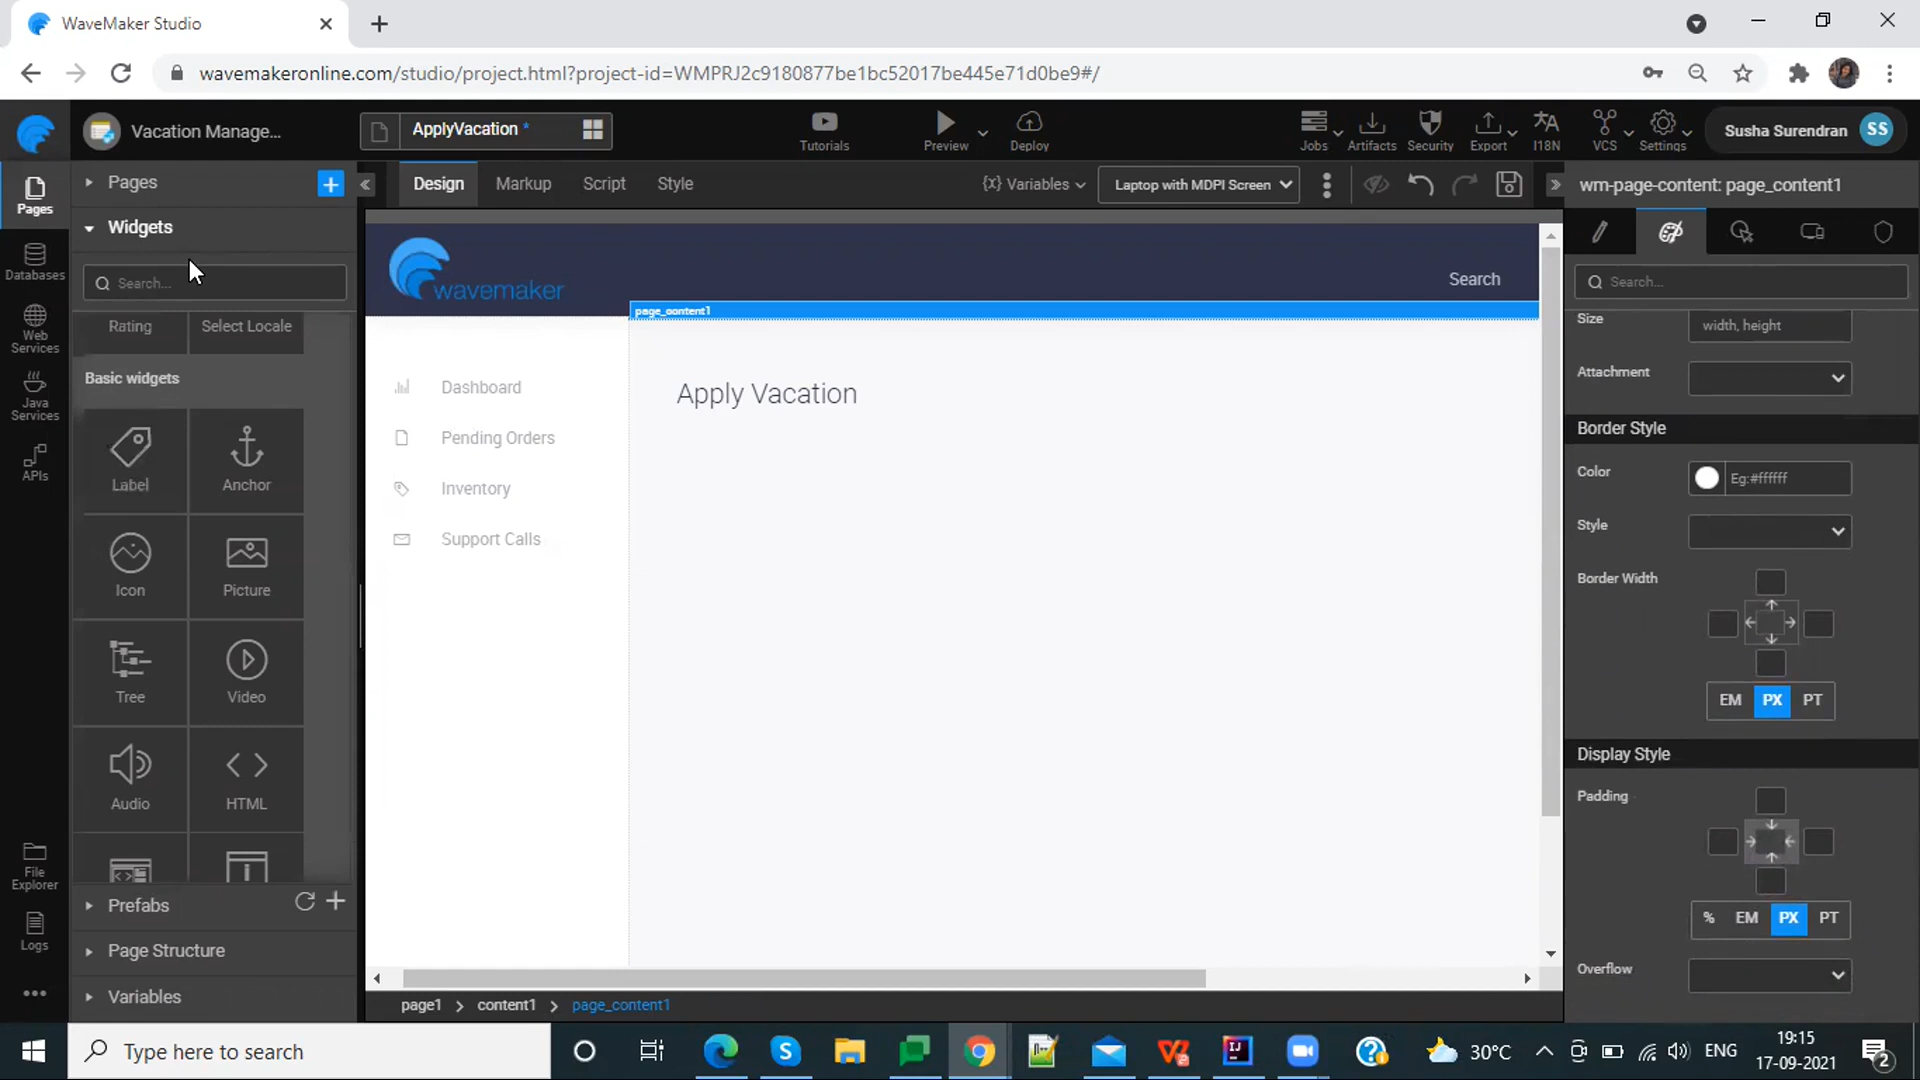 WaveMaker Studio
wavemakeronline.com/studio/project.html?project-id=WMPRJ2c9180877be1bc52017be445e71d0be9#/
Vacation Manage...
ApplyVacation *
Tutorials
Preview
Deploy
Jobs
Artifacts
Security
Export
I18N
VCS
Settings
Susha Surendran
SS
Pages
Databases
Web
Services
Java
Services
APIs
File
Explorer
Logs
Pages
Widgets
Search...
Rating
Select Locale
Basic widgets
Label
Anchor
Icon
Picture
Tree
Video
Audio
HTML
Prefabs
Page Structure
Variables
Design
Markup
Script
Style
{x} Variables
Laptop with MDPI Screen
wavemaker
Search
page_content1
Dashboard
Pending Orders
Inventory
Support Calls
Apply Vacation
page1 > content1 > page_content1
wm-page-content: page_content1
Search...
Size
width, height
Attachment
Border Style
Color
Eg:#ffffff
Style
Border Width
EM
PX
PT
Display Style
Padding
%
EM
PX
PT
Overflow
Type here to search
30°C
ENG
19:15
17-09-2021
2